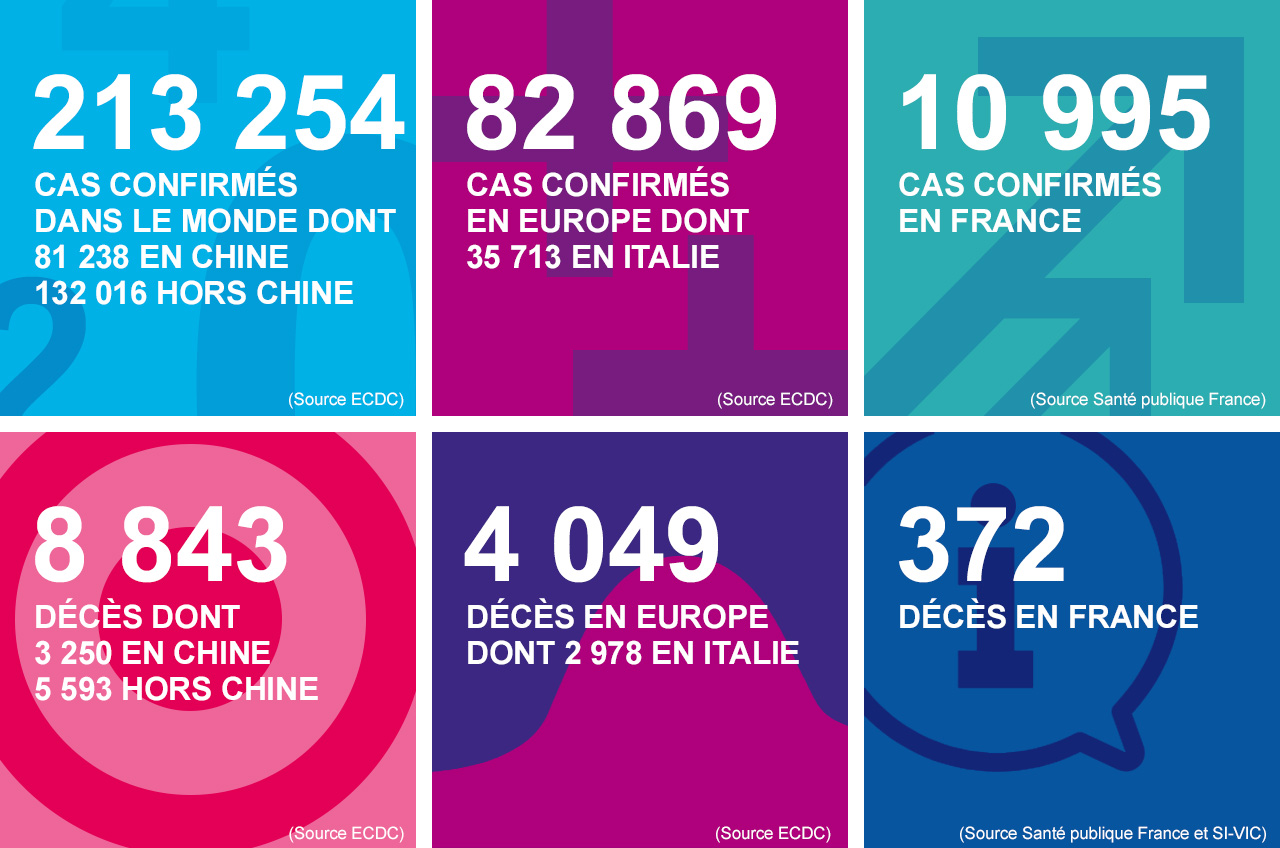 213 254
CAS CONFIRMÉS
DANS LE MONDE DONT
81 238 EN CHINE
132 016 HORS CHINE
(Source ECDC)
82 869
CAS CONFIRMÉS
EN EUROPE DONT
35 713 EN ITALIE
(Source ECDC)
10 995
CAS CONFIRMÉS
EN FRANCE
(Source Santé publique France)
8 843
DÉCÈS DONT
3 250 EN CHINE
5 593 HORS CHINE
(Source ECDC)
4 049
DÉCÈS EN EUROPE
DONT 2 978 EN ITALIE
(Source ECDC)
372
DÉCÈS EN FRANCE
(Source Santé publique France et SI-VIC)